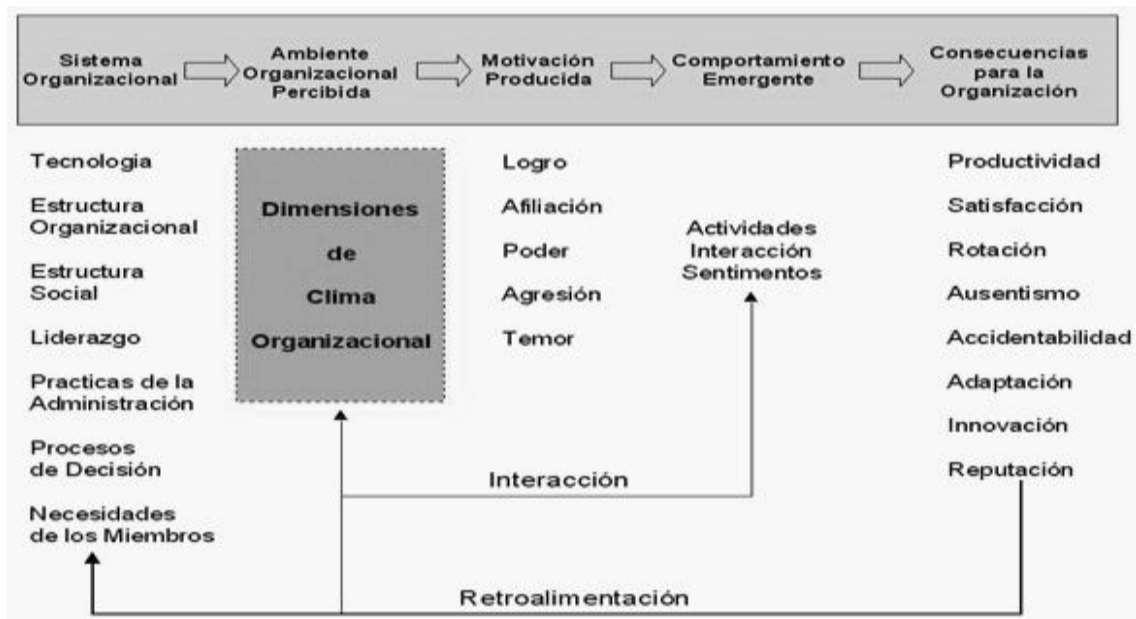 Sistema
Organizacional
Ambiente
Organizacional
Percibida
Motivación
Producida
Comportamiento
Emergente
Consecuencias
para la
Organización
Tecnologia
Estructura
Organizacional
Estructura
Social
Liderazgo
Practicas de la
Administración
Procesos
de Decisión
Necesidades
de los Miembros
Dimensiones
de
Clima
Organizacional
Logro
Afiliación
Poder
Agresión
Temor
Actividades
Interacción
Sentimentos
Productividad
Satisfacción
Rotación
Ausentismo
Accidentabilidad
Adaptación
Innovación
Reputación
Interacción
Retroalimentación